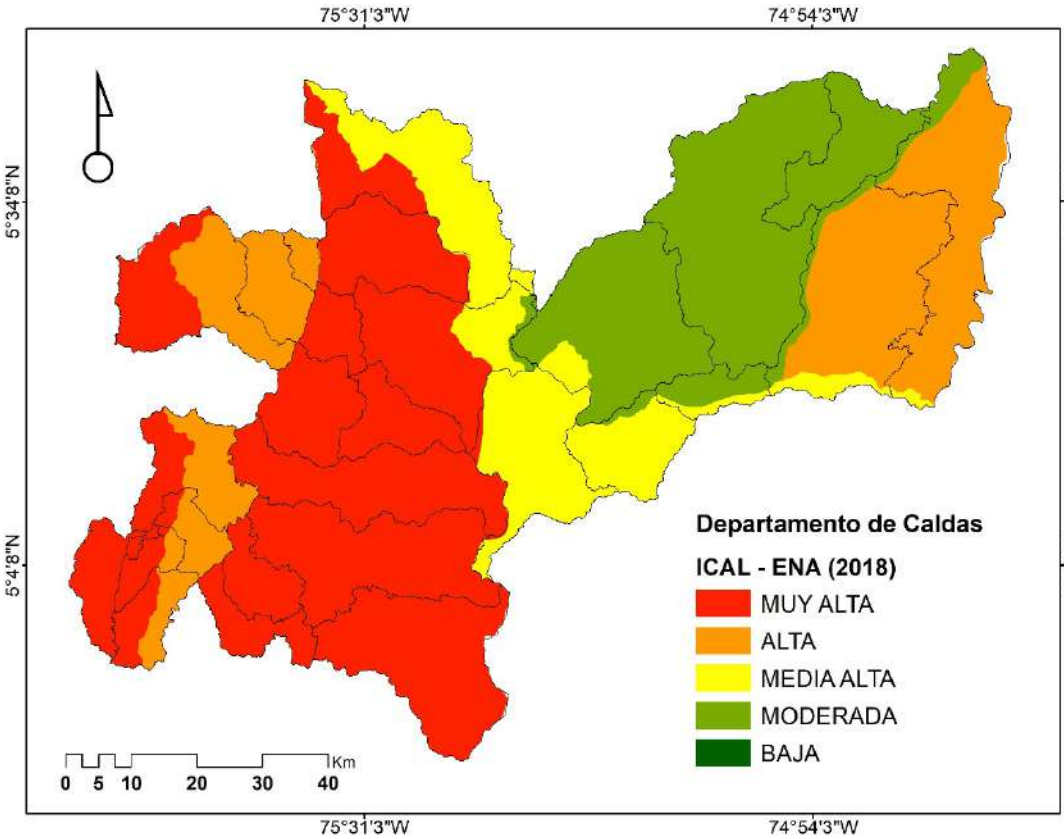 75°31'3"W 74°54'3"W
5°34'8"N
5°4'8"N
Departamento de Caldas
ICAL - ENA (2018)
MUY ALTA
ALTA
MEDIA ALTA
MODERADA
BAJA
Km
0 5 10 20 30 40
75°31'3"W 74°54'3"W